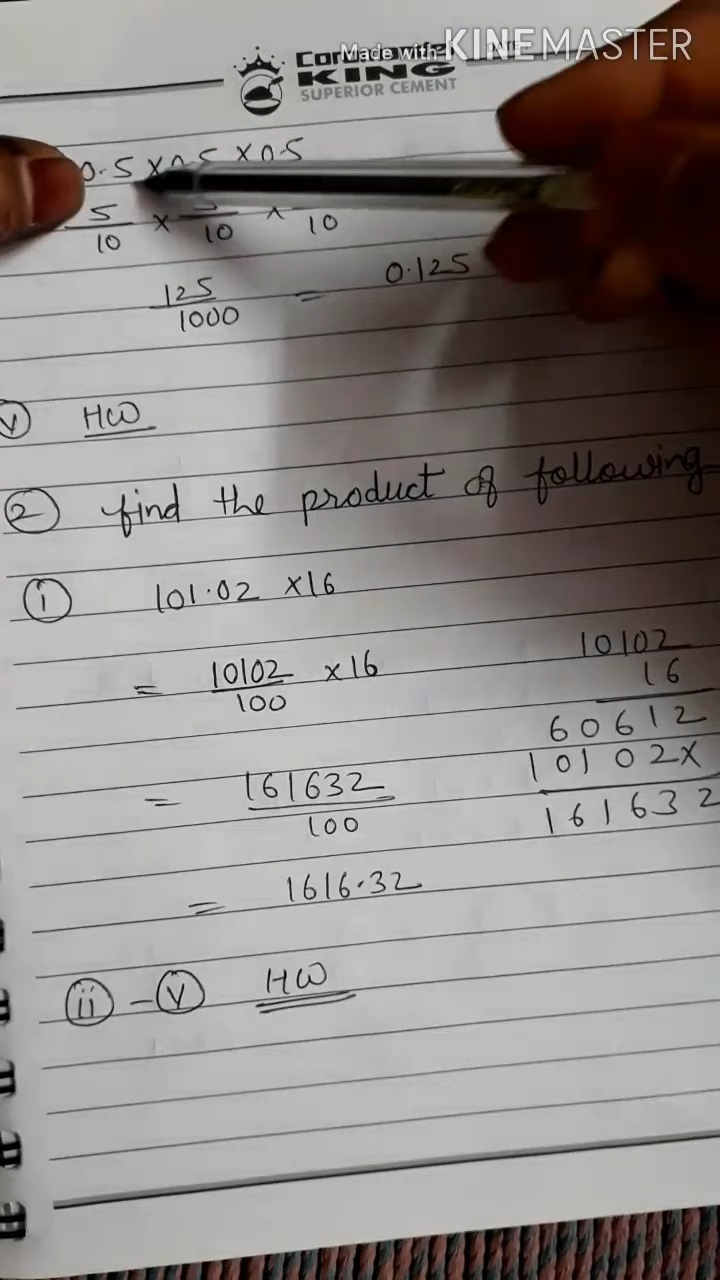 Made with KINEMASTER
KING
SUPERIOR CEMENT
0.5 × 0.5 × 0.5
5/10 × 5/10 × /10
125/1000 = 0.125
v HW
2 find the product of following
i 101.02 × 16
= 10102/100 × 16
= 161632/100
= 1616.32
10102
16
60612
10102×
161632
ii - v HW